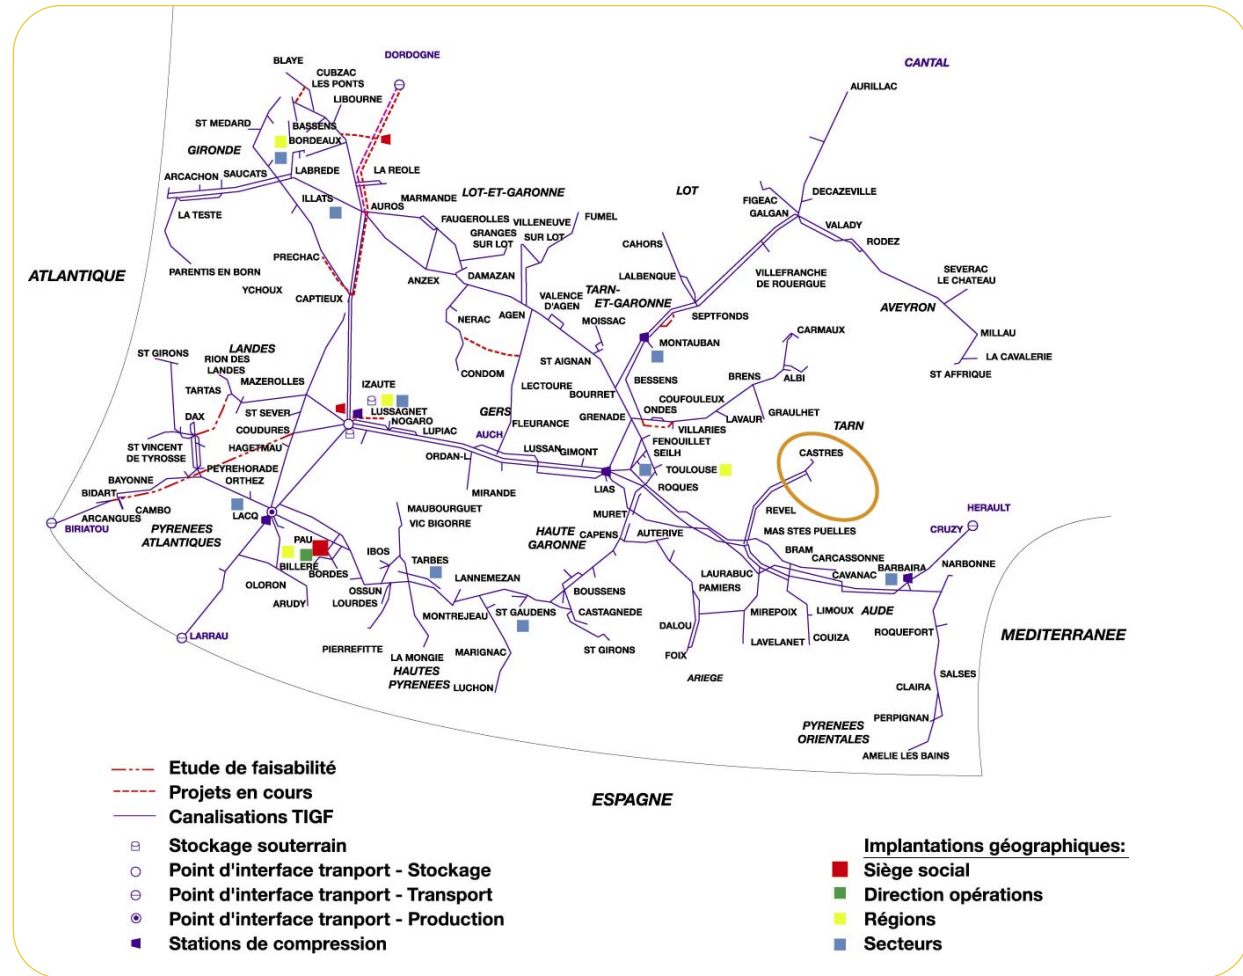 DORDOGNE
CANTAL
BLAYE
CUBZAC
LES PONTS
AURILLAC
LIBOURNE
ST MEDARD
BASSENS
BORDEAUX
GIRONDE
ARCACHON
SAUCATS
LABREDE
LA REOLE
LOT-ET-GARONNE
LOT
DECAZEVILLE
FIGEAC
GALGAN
ILLATS
AUROS
MARMANDE
LA TESTE
FAUGEROLLES
GRANGES
SUR LOT
VILLENEUVE
SUR LOT
FUMEL
VALADY
RODEZ
CAHORS
PRECHAC
PARENTIS EN BORN
ATLANTIQUE
YCHOUX
CAPTIEUX
ANZEX
DAMAZAN
LALBENQUE
VILLEFRANCHE
DE ROUERGUE
SEVERAC
LE CHATEAU
TARN-
ET-GARONNE
VALENCE
D'AGEN
AVEYRON
NERAC
AGEN
MOISSAC
SEPTFONDS
CARMAUX
MILLAU
MONTAUBAN
LA CAVALERIE
ST AFFRIQUE
ST GIRONS
RION DES
LANDES
LANDES
TARTAS
MAZEROLLES
CONDOM
ST AIGNAN
BESSENS
BRENS
ALBI
IZAUTE
LECTOURE
BOURRET
COUFOULEUX
LUSSAGNET
NOGARO
GERS
FLEURANCE
GRENADE
ONDES
LAVAUR
GRAULHET
DAX
ST SEVER
COUDURES
LUPIAC
AUCH
VILLARIES
TARN
ST VINCENT
DE TYROSSE
HAGETMAU
ORDAN-L.
LUSSAN
GIMONT
FENOUILLET
SEILH
CASTRES
PEYREHORADE
ORTHEZ
BAYONNE
BIDART
MIRANDE
LIAS
TOULOUSE
ROQUES
CAMBO
ARCANGUES
BIRIATOU
LACQ
MAUBOURGUET
VIC BIGORRE
MURET
REVEL
HERAULT
CRUZY
PYRENEES
ATLANTIQUES
PAU
BILLERE
BORDES
IBOS
TARBES
HAUTE
GARONNE
CAPENS
AUTERIVE
MAS STES PUELLES
BRAM
CARCASSONNE
CAVANAC
BARBAIRA
NARBONNE
OLORON
ARUDY
OSSUN
LOURDES
LANNEMEZAN
BOUSSENS
LAURABUC
PAMIERS
MONTREJEAU
ST GAUDENS
CASTAGNEDE
DALOU
MIREPOIX
LIMOUX
AUDE
LARRAU
ROQUEFORT
MEDITERRANEE
PIERREFITTE
LA MONGIE
MARIGNAC
ST GIRONS
FOIX
LAVELANET
COUIZA
HAUTES
PYRENEES
LUCHON
ARIEGE
SALSES
CLAIRA
PYRENEES
ORIENTALES
PERPIGNAN
AMELIE LES BAINS
ESPAGNE
Etude de faisabilité
Projets en cours
Canalisations TIGF
Stockage souterrain
Point d'interface tranport - Stockage
Point d'interface tranport - Transport
Point d'interface tranport - Production
Stations de compression
Implantations géographiques:
Siège social
Direction opérations
Régions
Secteurs